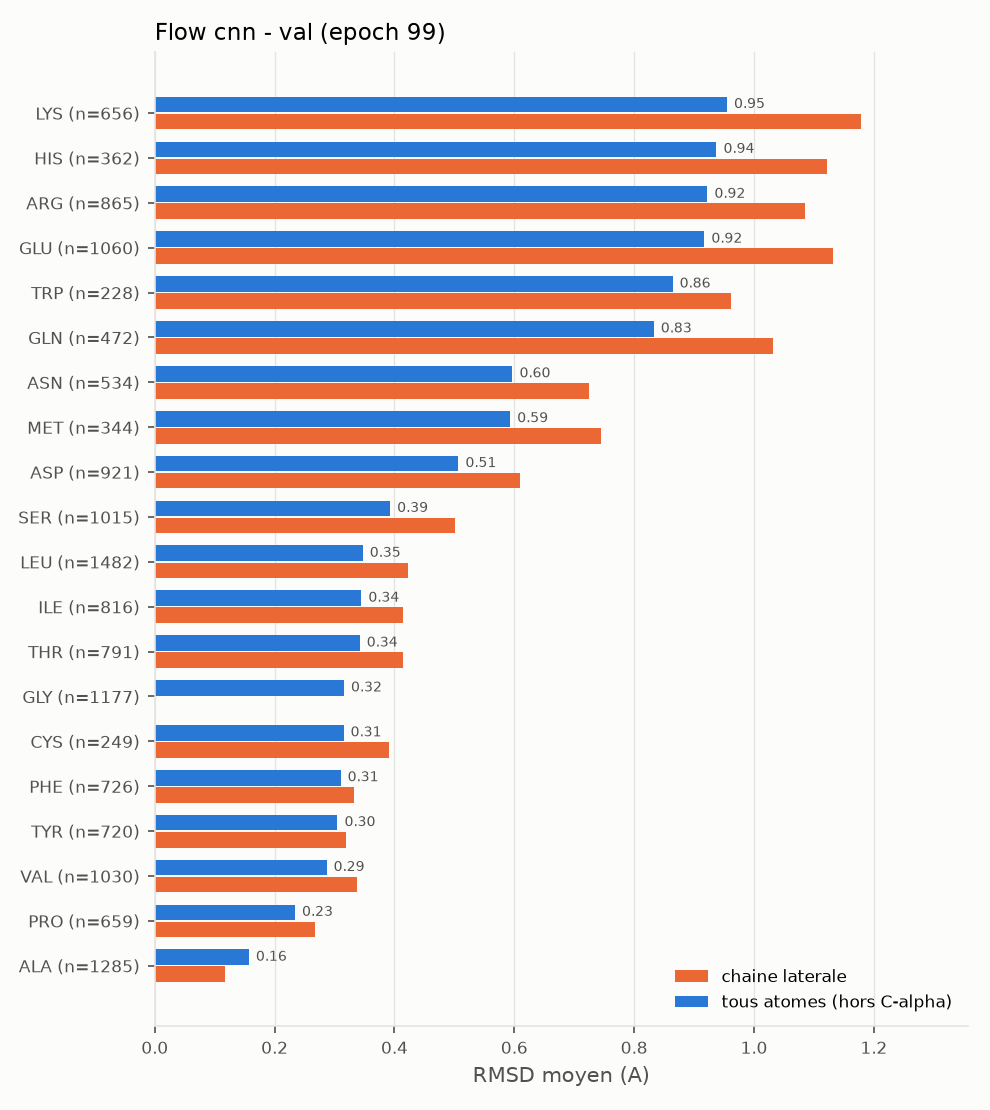 Flow cnn - val (epoch 99)
LYS (n=656) 0.95
HIS (n=362) 0.94
ARG (n=865) 0.92
GLU (n=1060) 0.92
TRP (n=228) 0.86
GLN (n=472) 0.83
ASN (n=534) 0.60
MET (n=344) 0.59
ASP (n=921) 0.51
SER (n=1015) 0.39
LEU (n=1482) 0.35
ILE (n=816) 0.34
THR (n=791) 0.34
GLY (n=1177) 0.32
CYS (n=249) 0.31
PHE (n=726) 0.31
TYR (n=720) 0.30
VAL (n=1030) 0.29
PRO (n=659) 0.23
ALA (n=1285) 0.16
chaine laterale
tous atomes (hors C-alpha)
0.0 0.2 0.4 0.6 0.8 1.0 1.2
RMSD moyen (A)